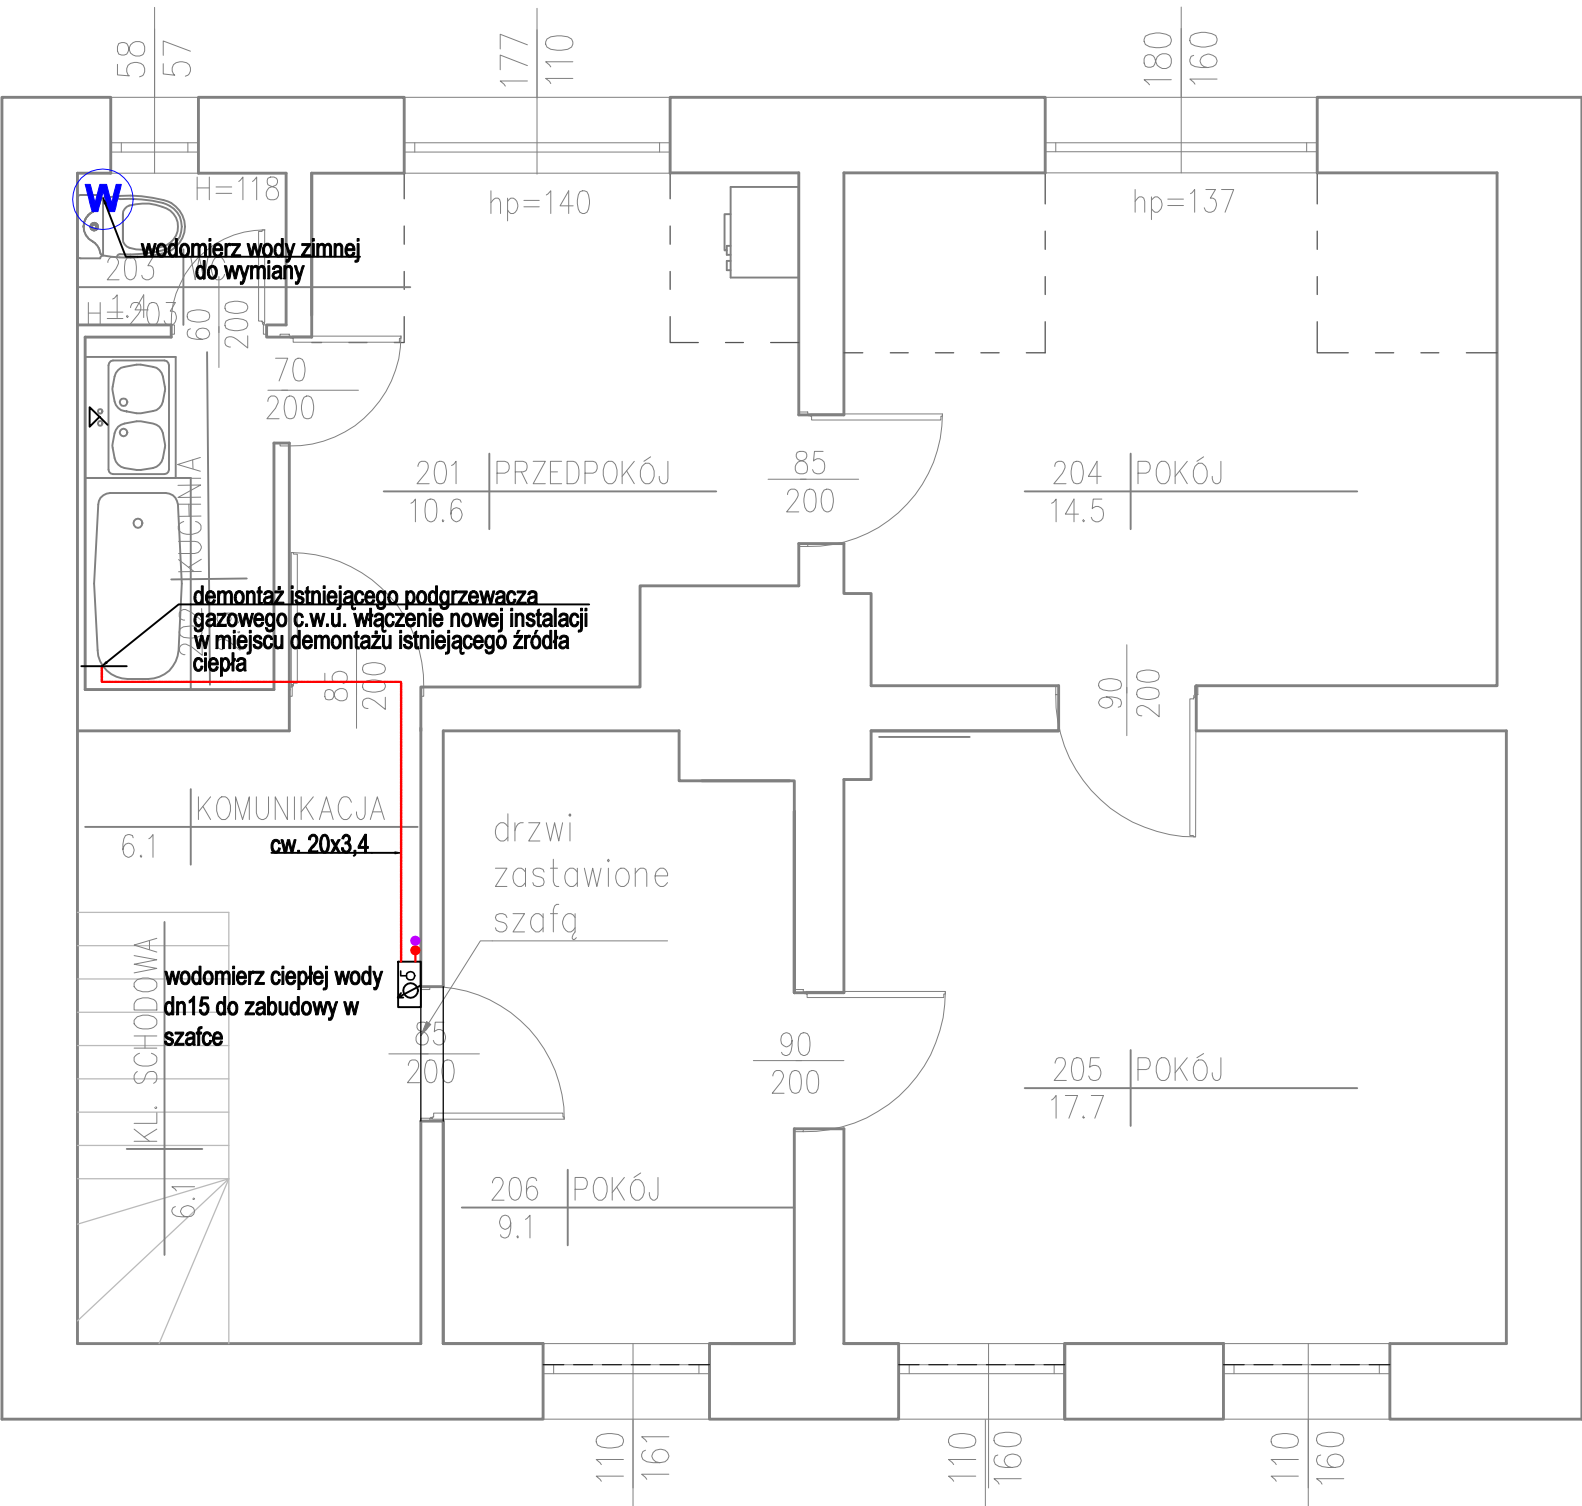 58
57
177
110
180
160
H=118
hp=140
hp=137
W
wodomierz wody zimnej
do wymiany
203
1.4
H=203
60
200
70
200
201 PRZEDPOKÓJ
10.6
85
200
204 POKÓJ
14.5
KUCHNIA
demontaż istniejącego podgrzewacza
gazowego c.w.u. włączenie nowej instalacji
w miejscu demontażu istniejącego źródła
ciepła
85
200
90
200
KOMUNIKACJA
6.1
cw. 20x3,4
drzwi
zastawione
szafą
KL. SCHODOWA
6.1
wodomierz ciepłej wody
dn15 do zabudowy w
szafce
85
200
90
200
205 POKÓJ
17.7
206 POKÓJ
9.1
110
161
110
160
110
160